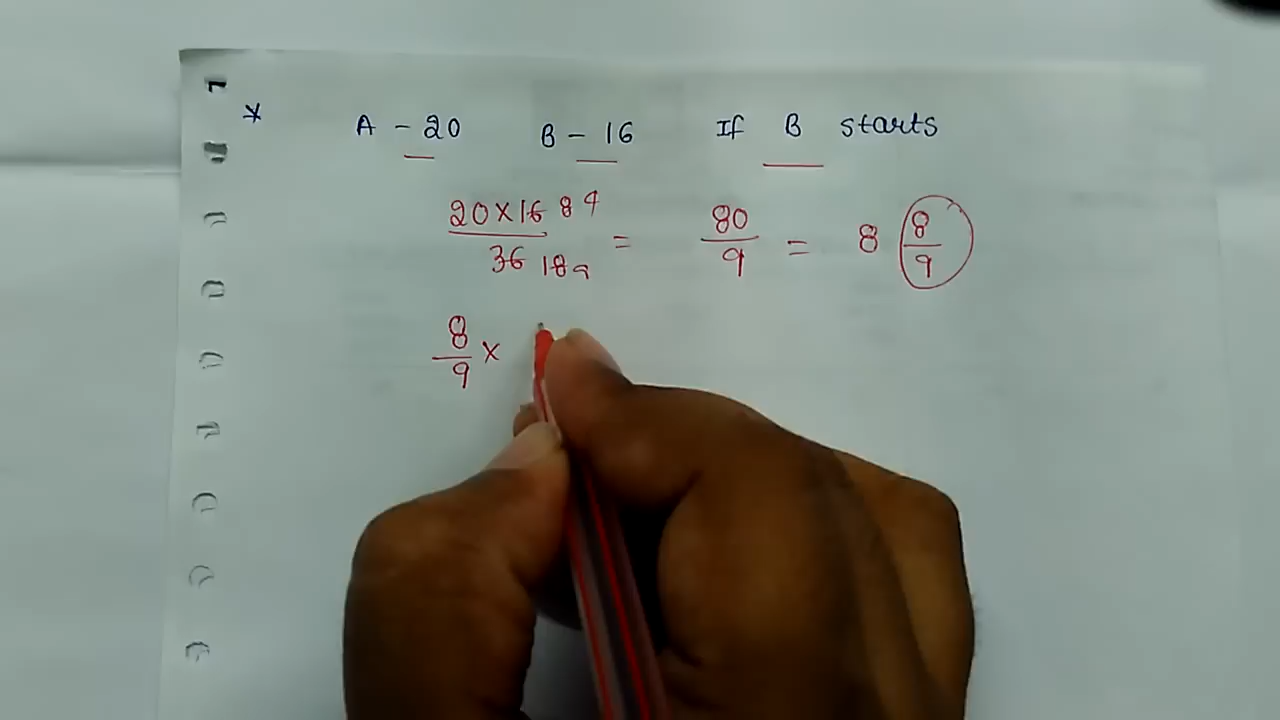 * A - 20 B - 16 If B starts
20 X 16 8 4 / 36 18 9 = 80/9 = 8 8/9
8/9 x